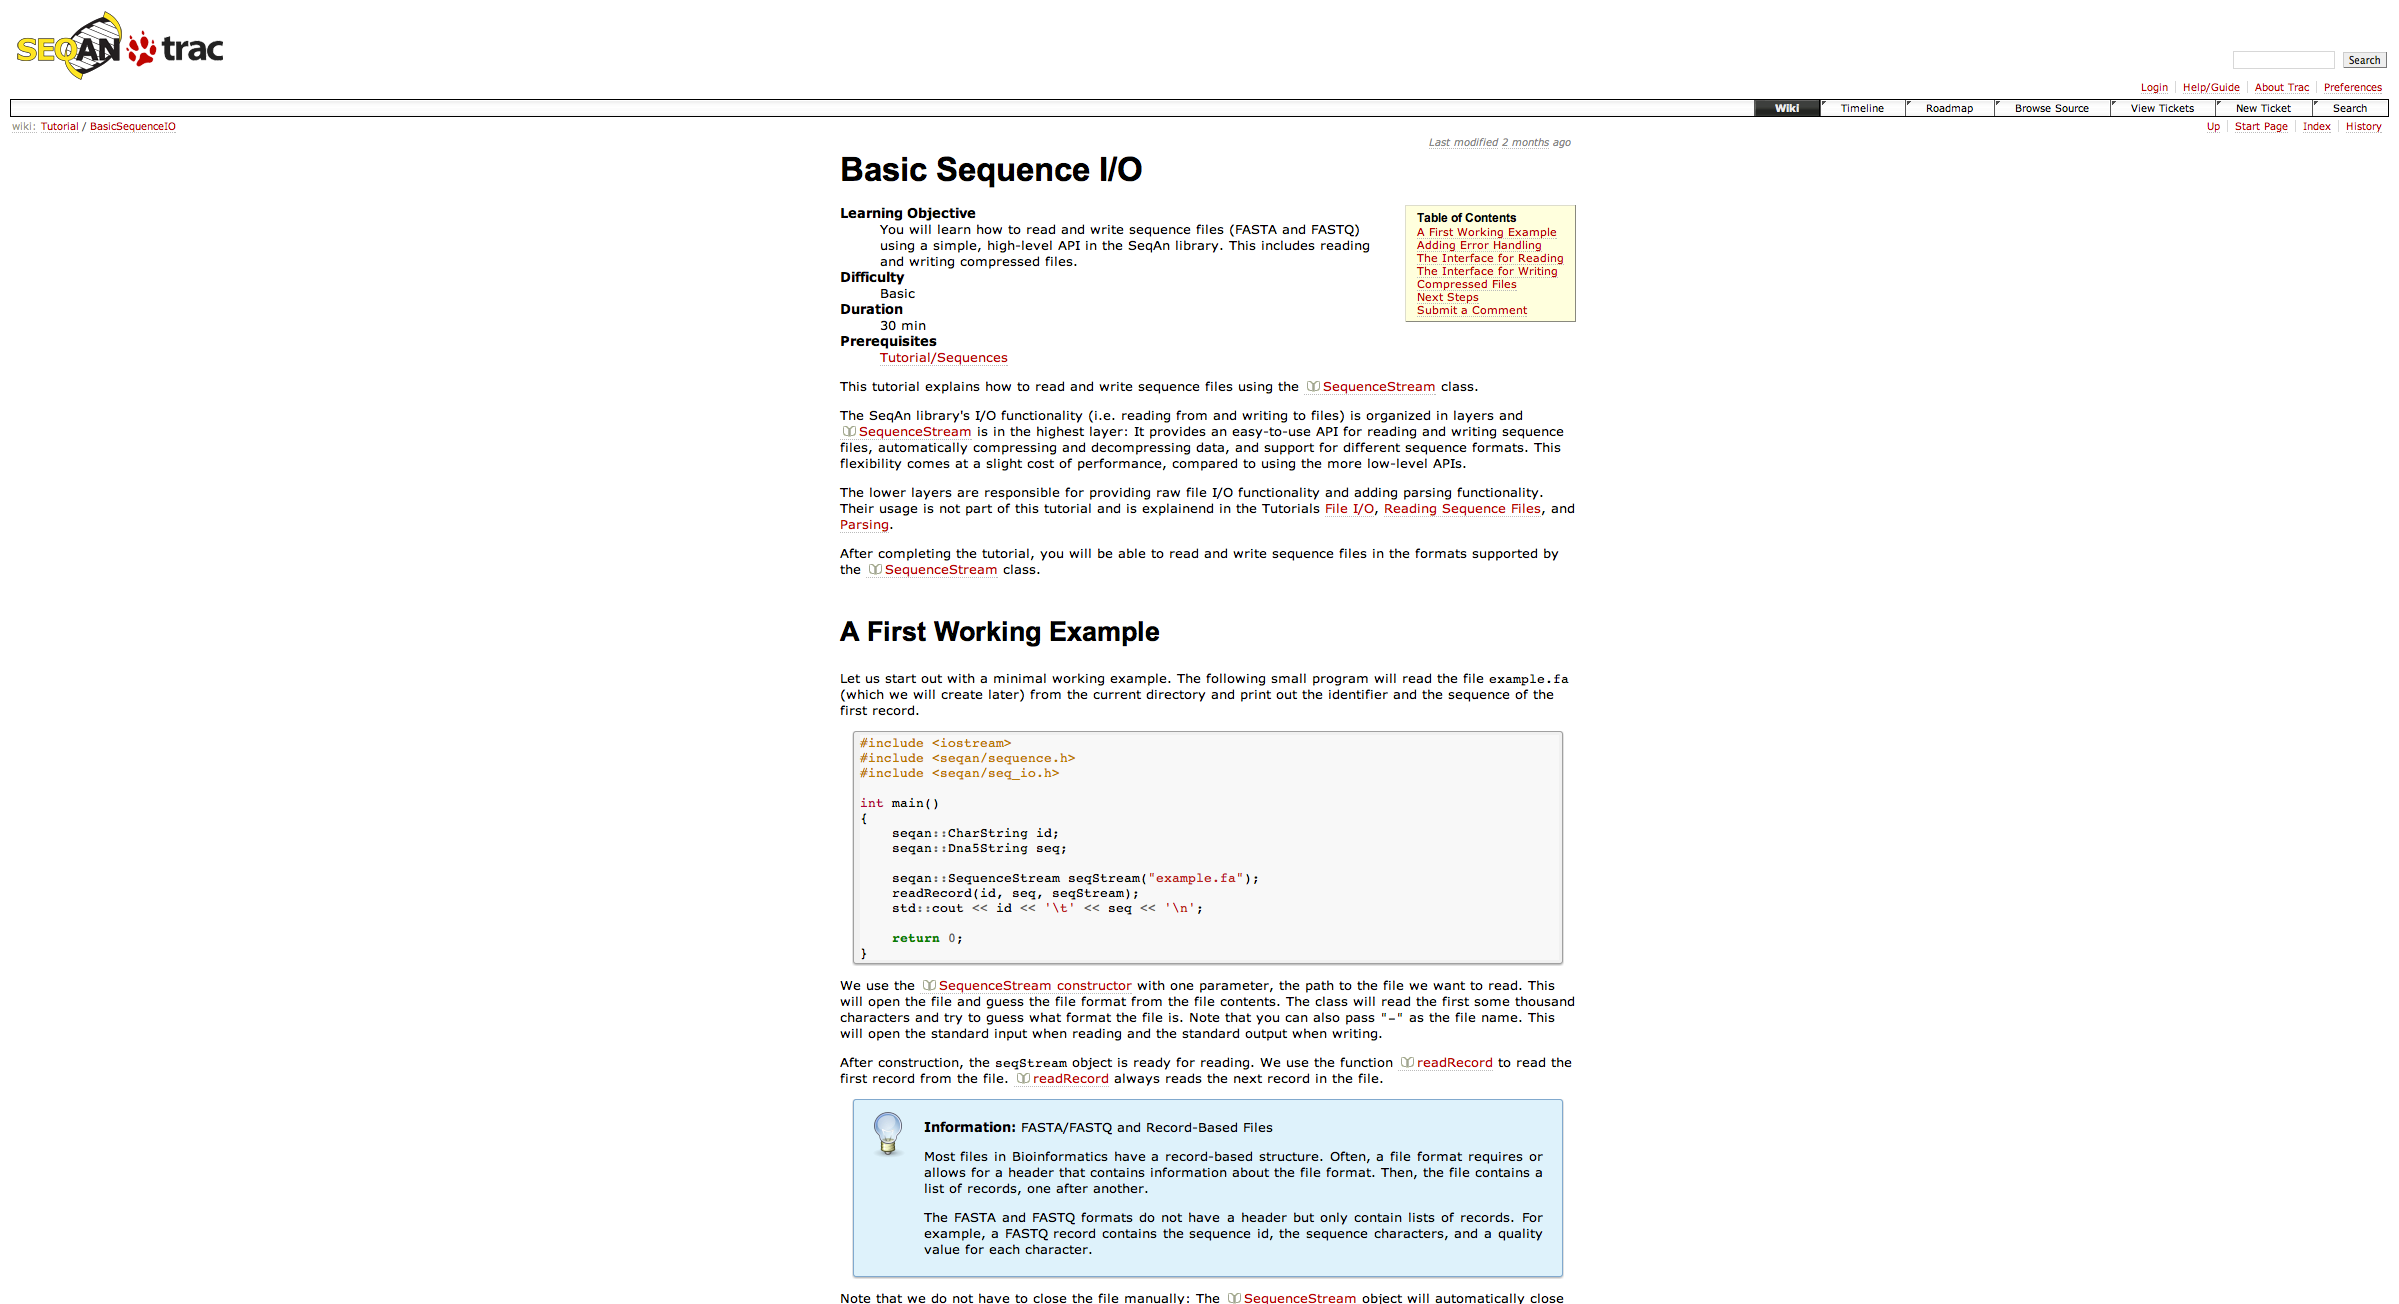 SEQAN trac
Search
Login Help/Guide About Trac Preferences
Wiki Timeline Roadmap Browse Source View Tickets New Ticket Search
wiki: Tutorial / BasicSequenceIO
Up Start Page Index History
Last modified 2 months ago
Basic Sequence I/O
Learning Objective
You will learn how to read and write sequence files (FASTA and FASTQ)
using a simple, high-level API in the SeqAn library. This includes reading
and writing compressed files.
Difficulty
Basic
Duration
30 min
Prerequisites
Tutorial/Sequences
Table of Contents
A First Working Example
Adding Error Handling
The Interface for Reading
The Interface for Writing
Compressed Files
Next Steps
Submit a Comment
This tutorial explains how to read and write sequence files using the SequenceStream class.
The SeqAn library's I/O functionality (i.e. reading from and writing to files) is organized in layers and
SequenceStream is in the highest layer: It provides an easy-to-use API for reading and writing sequence
files, automatically compressing and decompressing data, and support for different sequence formats. This
flexibility comes at a slight cost of performance, compared to using the more low-level APIs.
The lower layers are responsible for providing raw file I/O functionality and adding parsing functionality.
Their usage is not part of this tutorial and is explainend in the Tutorials File I/O, Reading Sequence Files, and
Parsing.
After completing the tutorial, you will be able to read and write sequence files in the formats supported by
the SequenceStream class.
A First Working Example
Let us start out with a minimal working example. The following small program will read the file example.fa
(which we will create later) from the current directory and print out the identifier and the sequence of the
first record.
#include <iostream>
#include <seqan/sequence.h>
#include <seqan/seq_io.h>
int main()
{
seqan::CharString id;
seqan::Dna5String seq;
seqan::SequenceStream seqStream("example.fa");
readRecord(id, seq, seqStream);
std::cout << id << '\t' << seq << '\n';
return 0;
}
We use the SequenceStream constructor with one parameter, the path to the file we want to read. This
will open the file and guess the file format from the file contents. The class will read the first some thousand
characters and try to guess what format the file is. Note that you can also pass "-" as the file name. This
will open the standard input when reading and the standard output when writing.
After construction, the seqStream object is ready for reading. We use the function readRecord to read the
first record from the file. readRecord always reads the next record in the file.
Information: FASTA/FASTQ and Record-Based Files
Most files in Bioinformatics have a record-based structure. Often, a file format requires or
allows for a header that contains information about the file format. Then, the file contains a
list of records, one after another.
The FASTA and FASTQ formats do not have a header but only contain lists of records. For
example, a FASTQ record contains the sequence id, the sequence characters, and a quality
value for each character.
Note that we do not have to close the file manually: The SequenceStream object will automatically close